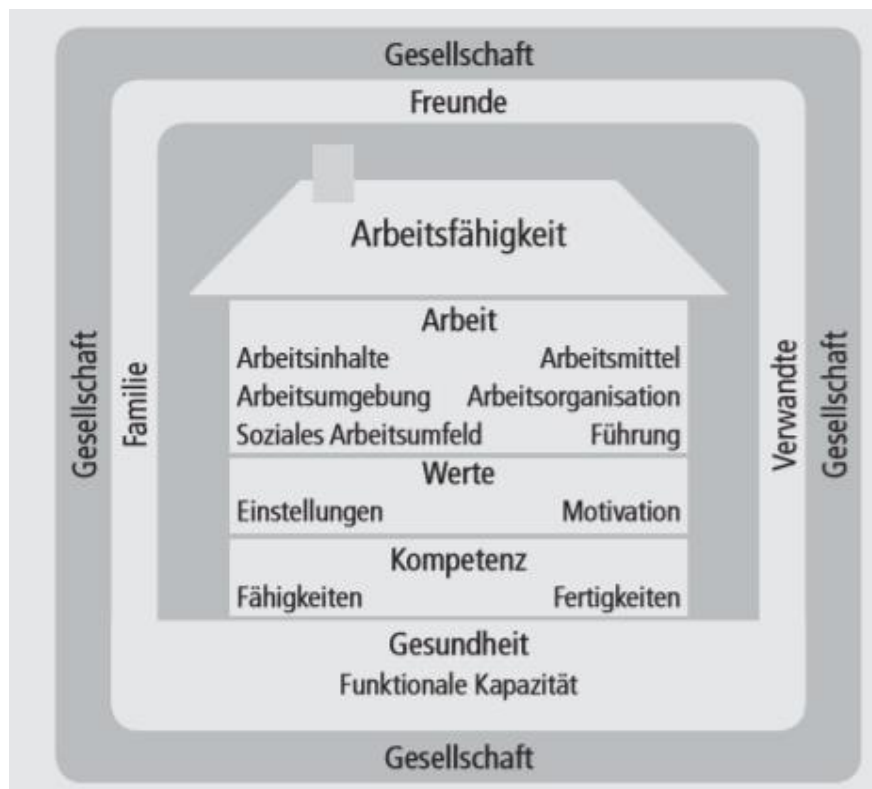 Gesellschaft
Freunde
Arbeitsfähigkeit
Arbeit
Arbeitsinhalte Arbeitsmittel
Arbeitsumgebung Arbeitsorganisation
Soziales Arbeitsumfeld Führung
Werte
Einstellungen Motivation
Kompetenz
Fähigkeiten Fertigkeiten
Gesellschaft
Familie
Verwandte
Gesellschaft
Gesundheit
Funktionale Kapazität
Gesellschaft